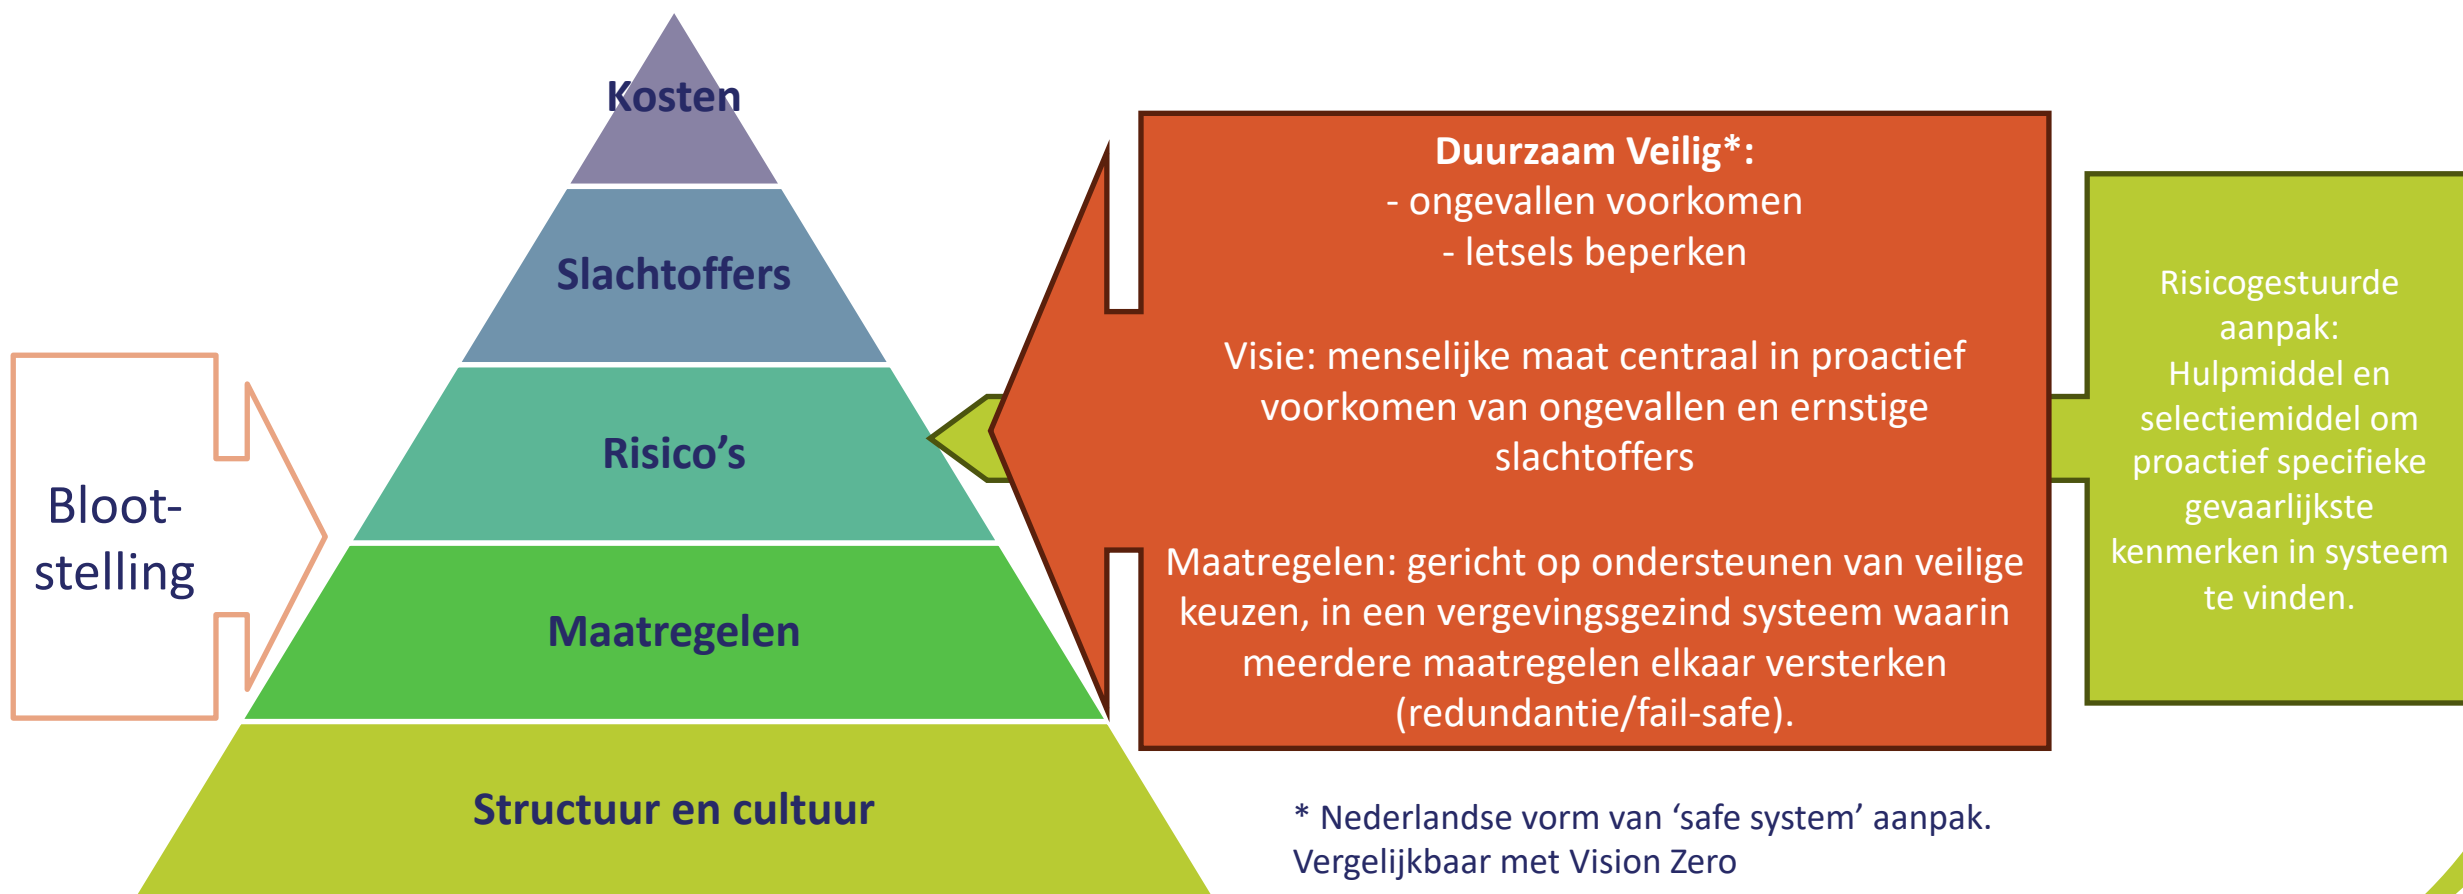 Kosten
Slachtoffers
Risico’s
Maatregelen
Structuur en cultuur
Bloot-
stelling
Duurzaam Veilig*:
- ongevallen voorkomen
- letsels beperken
Visie: menselijke maat centraal in proactief
voorkomen van ongevallen en ernstige
slachtoffers
Maatregelen: gericht op ondersteunen van veilige
keuzen, in een vergevingsgezind systeem waarin
meerdere maatregelen elkaar versterken
(redundantie/fail-safe).
Risicogestuurde
aanpak:
Hulpmiddel en
selectiemiddel om
proactief specifieke
gevaarlijkste
kenmerken in systeem
te vinden.
* Nederlandse vorm van ‘safe system’ aanpak.
Vergelijkbaar met Vision Zero